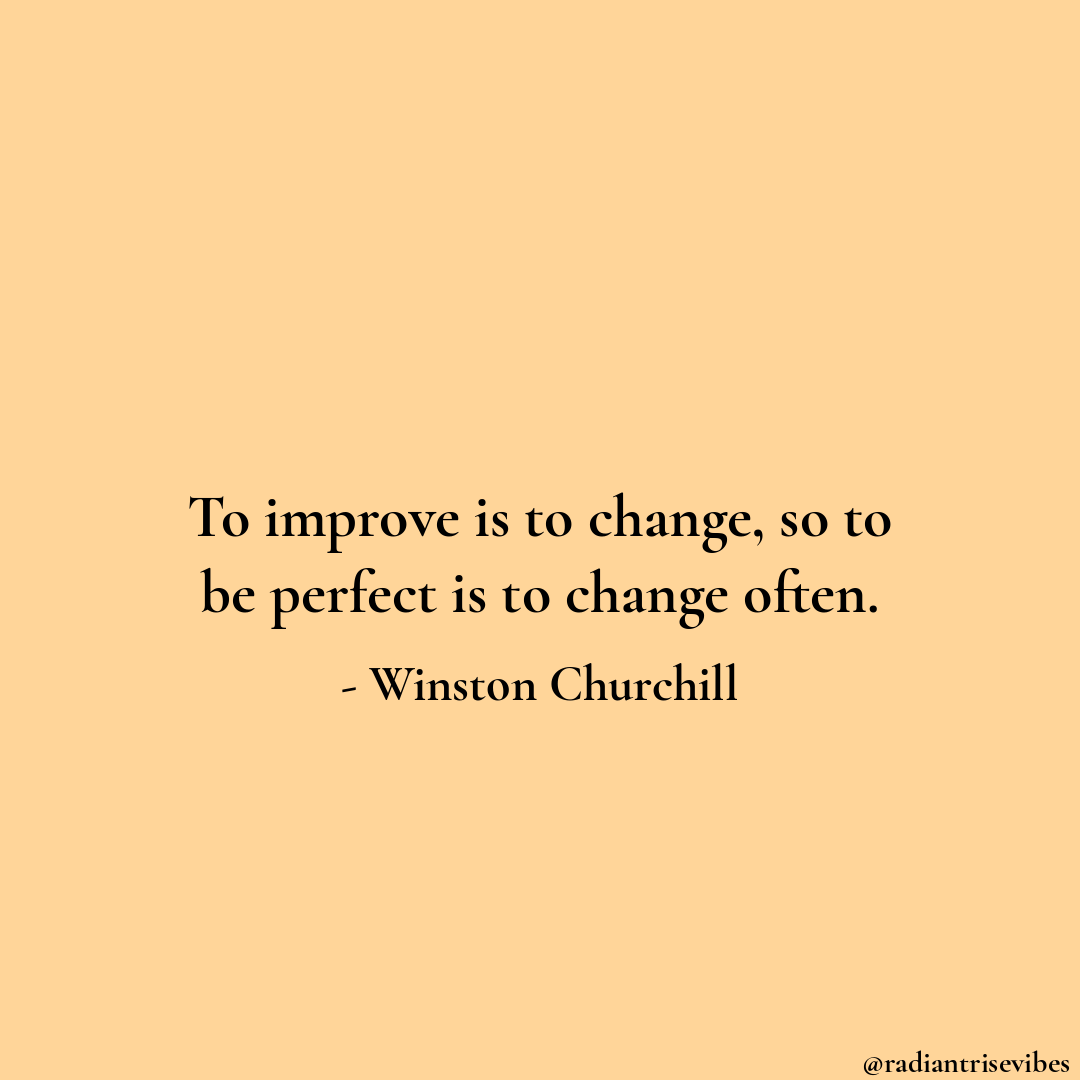 To improve is to change, so to
be perfect is to change often.
- Winston Churchill
@radiantrisevibes